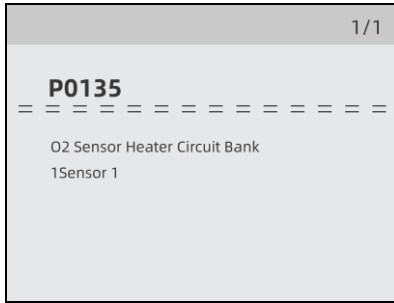 1/1
P0135
= = = = = = = = = = = = = =
O2 Sensor Heater Circuit Bank
1Sensor 1